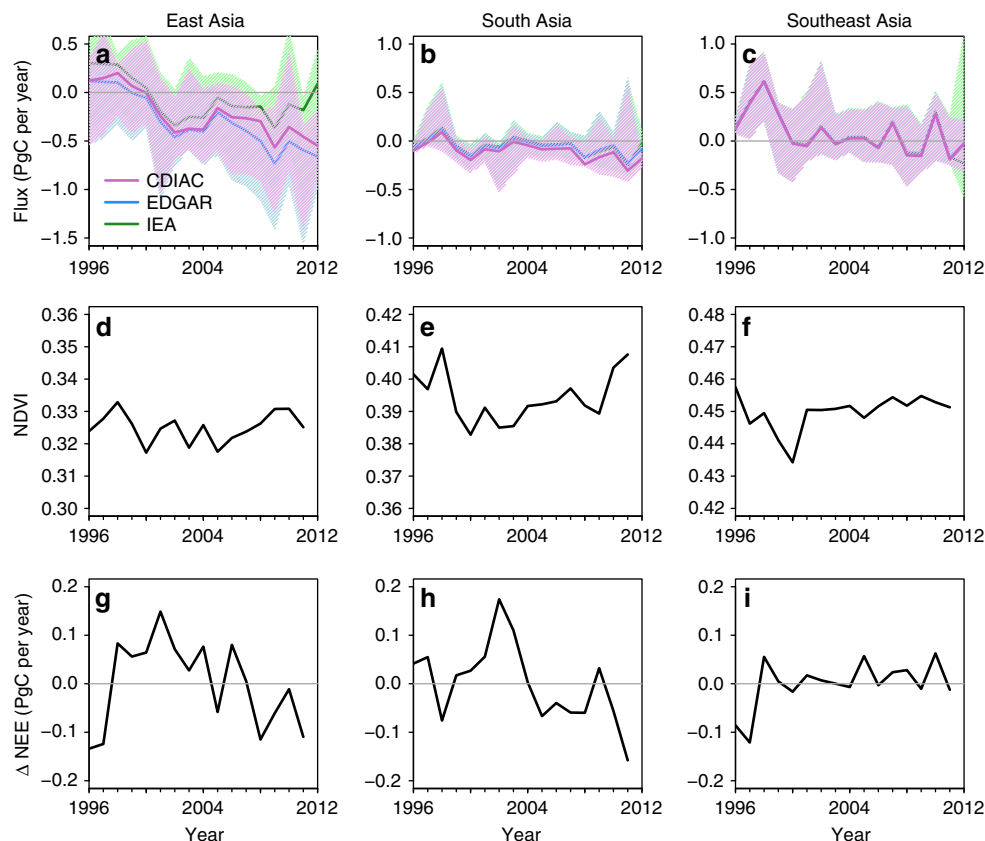 East Asia South Asia Southeast Asia
a b c
Flux (PgC per year)
0.5 0.0 −0.5 −1.0 −1.5
1.0 0.5 0.0 −0.5 −1.0
1.0 0.5 0.0 −0.5 −1.0
CDIAC
EDGAR
IEA
1996 2004 2012 1996 2004 2012 1996 2004 2012
d e f
NDVI
0.36 0.35 0.34 0.33 0.32 0.31 0.30
0.42 0.41 0.40 0.39 0.38 0.37 0.36
0.48 0.47 0.46 0.45 0.44 0.43 0.42
1996 2004 2012 1996 2004 2012 1996 2004 2012
g h i
Δ NEE (PgC per year)
0.2 0.1 0.0 −0.1 −0.2
0.2 0.1 0.0 −0.1 −0.2
0.2 0.1 0.0 −0.1 −0.2
1996 2004 2012 1996 2004 2012 1996 2004 2012
Year Year Year